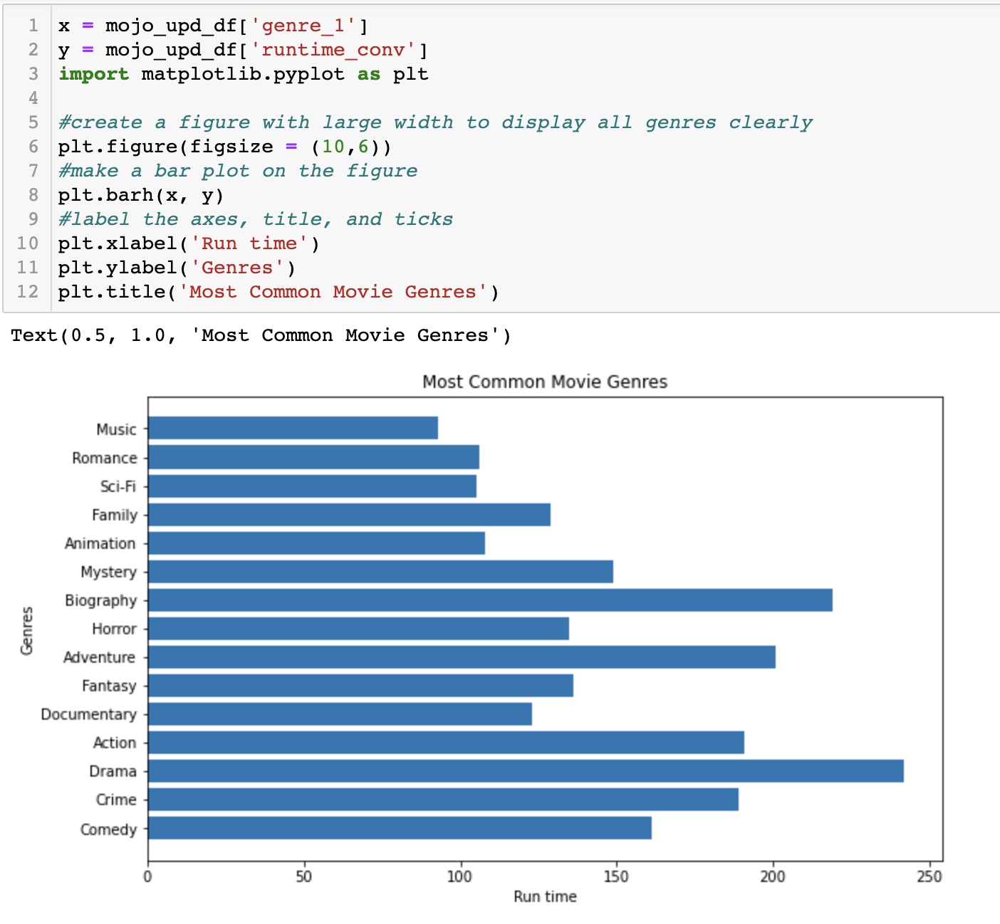 1 x = mojo_upd_df['genre_1']
2 y = mojo_upd_df['runtime_conv']
3 import matplotlib.pyplot as plt
4
5 #create a figure with large width to display all genres clearly
6 plt.figure(figsize = (10,6))
7 #make a bar plot on the figure
8 plt.barh(x, y)
9 #label the axes, title, and ticks
10 plt.xlabel('Run time')
11 plt.ylabel('Genres')
12 plt.title('Most Common Movie Genres')
Text(0.5, 1.0, 'Most Common Movie Genres')
Most Common Movie Genres
Music
Romance
Sci-Fi
Family
Animation
Mystery
Biography
Horror
Adventure
Fantasy
Documentary
Action
Drama
Crime
Comedy
Genres
0 50 100 150 200 250
Run time